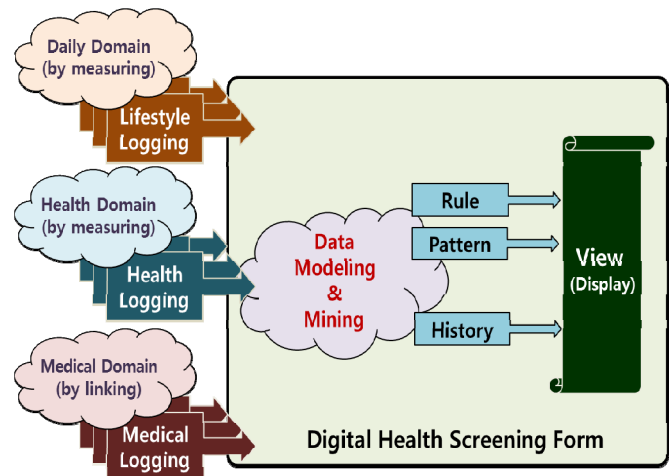 Daily Domain
(by measuring)
Lifestyle
Logging
Health Domain
(by measuring)
Health
Logging
Medical Domain
(by linking)
Medical
Logging
Data
Modeling
&
Mining
Rule
Pattern
History
View
(Display)
Digital Health Screening Form